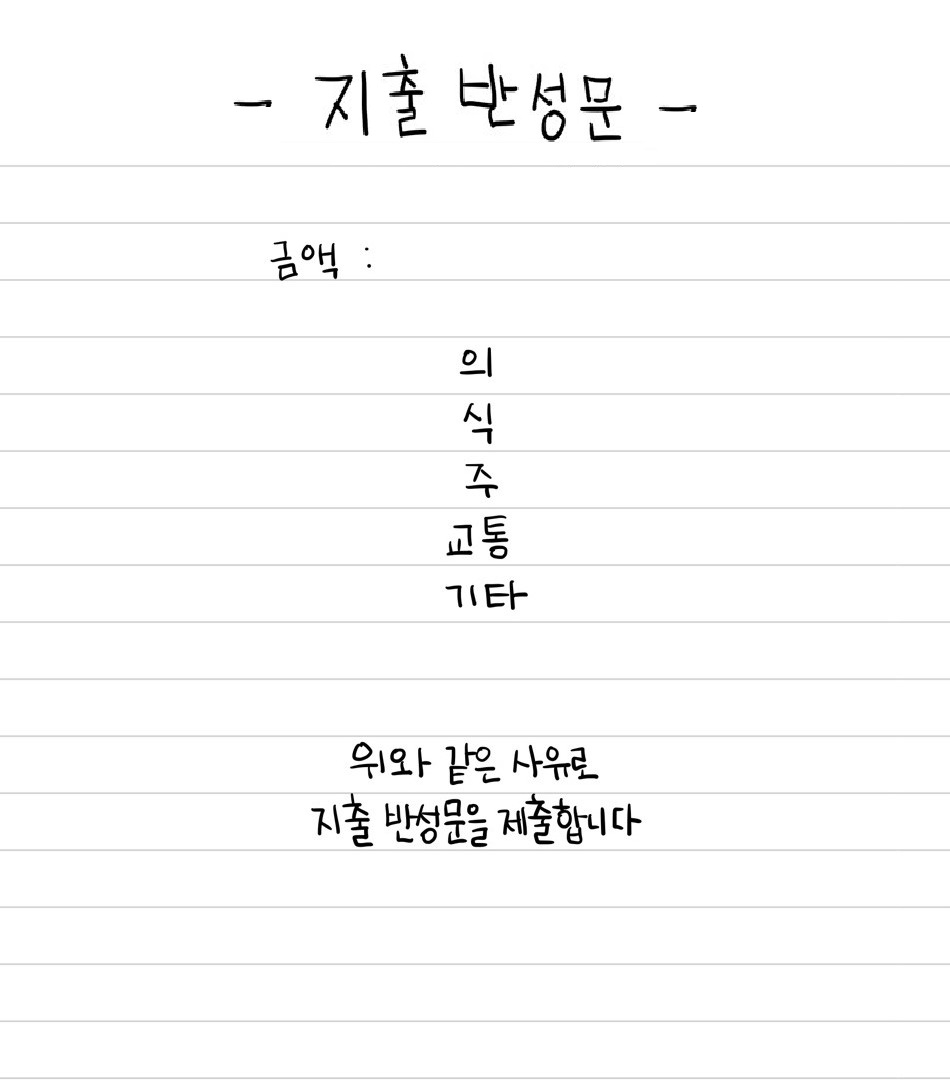 - 지출 반성문 -
금액 :
의
식
주
교통
기타
위와 같은 사유로
지출 반성문을 제출합니다